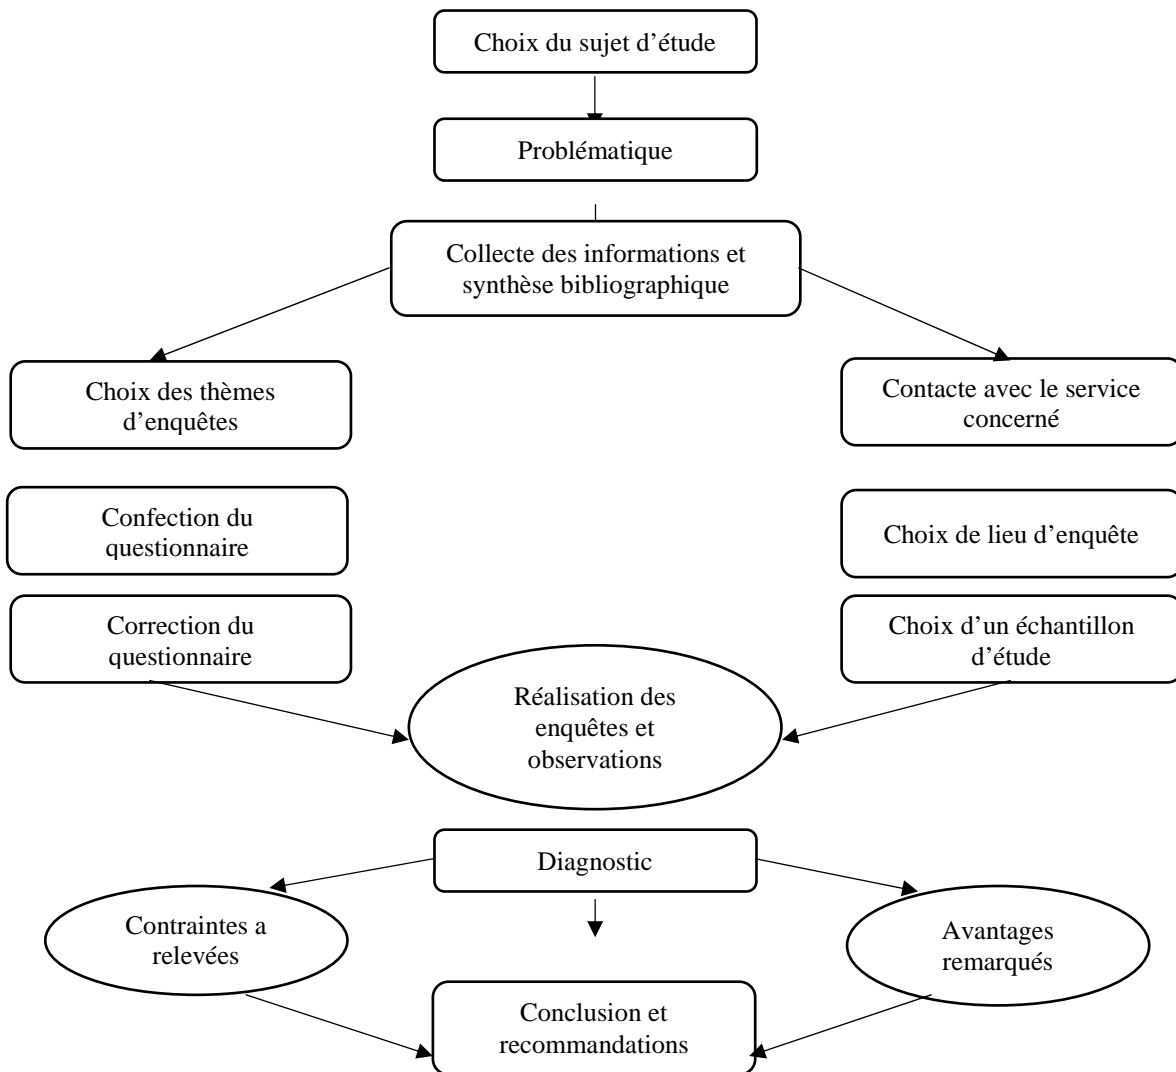 Choix du sujet d’étude
Problématique
Collecte des informations et
synthèse bibliographique
Choix des thèmes
d’enquêtes
Contacte avec le service
concerné
Confection du
questionnaire
Choix de lieu d’enquête
Correction du
questionnaire
Choix d’un échantillon
d’étude
Réalisation des
enquêtes et
observations
Diagnostic
Contraintes a
relevées
Avantages
remarqués
Conclusion et
recommandations